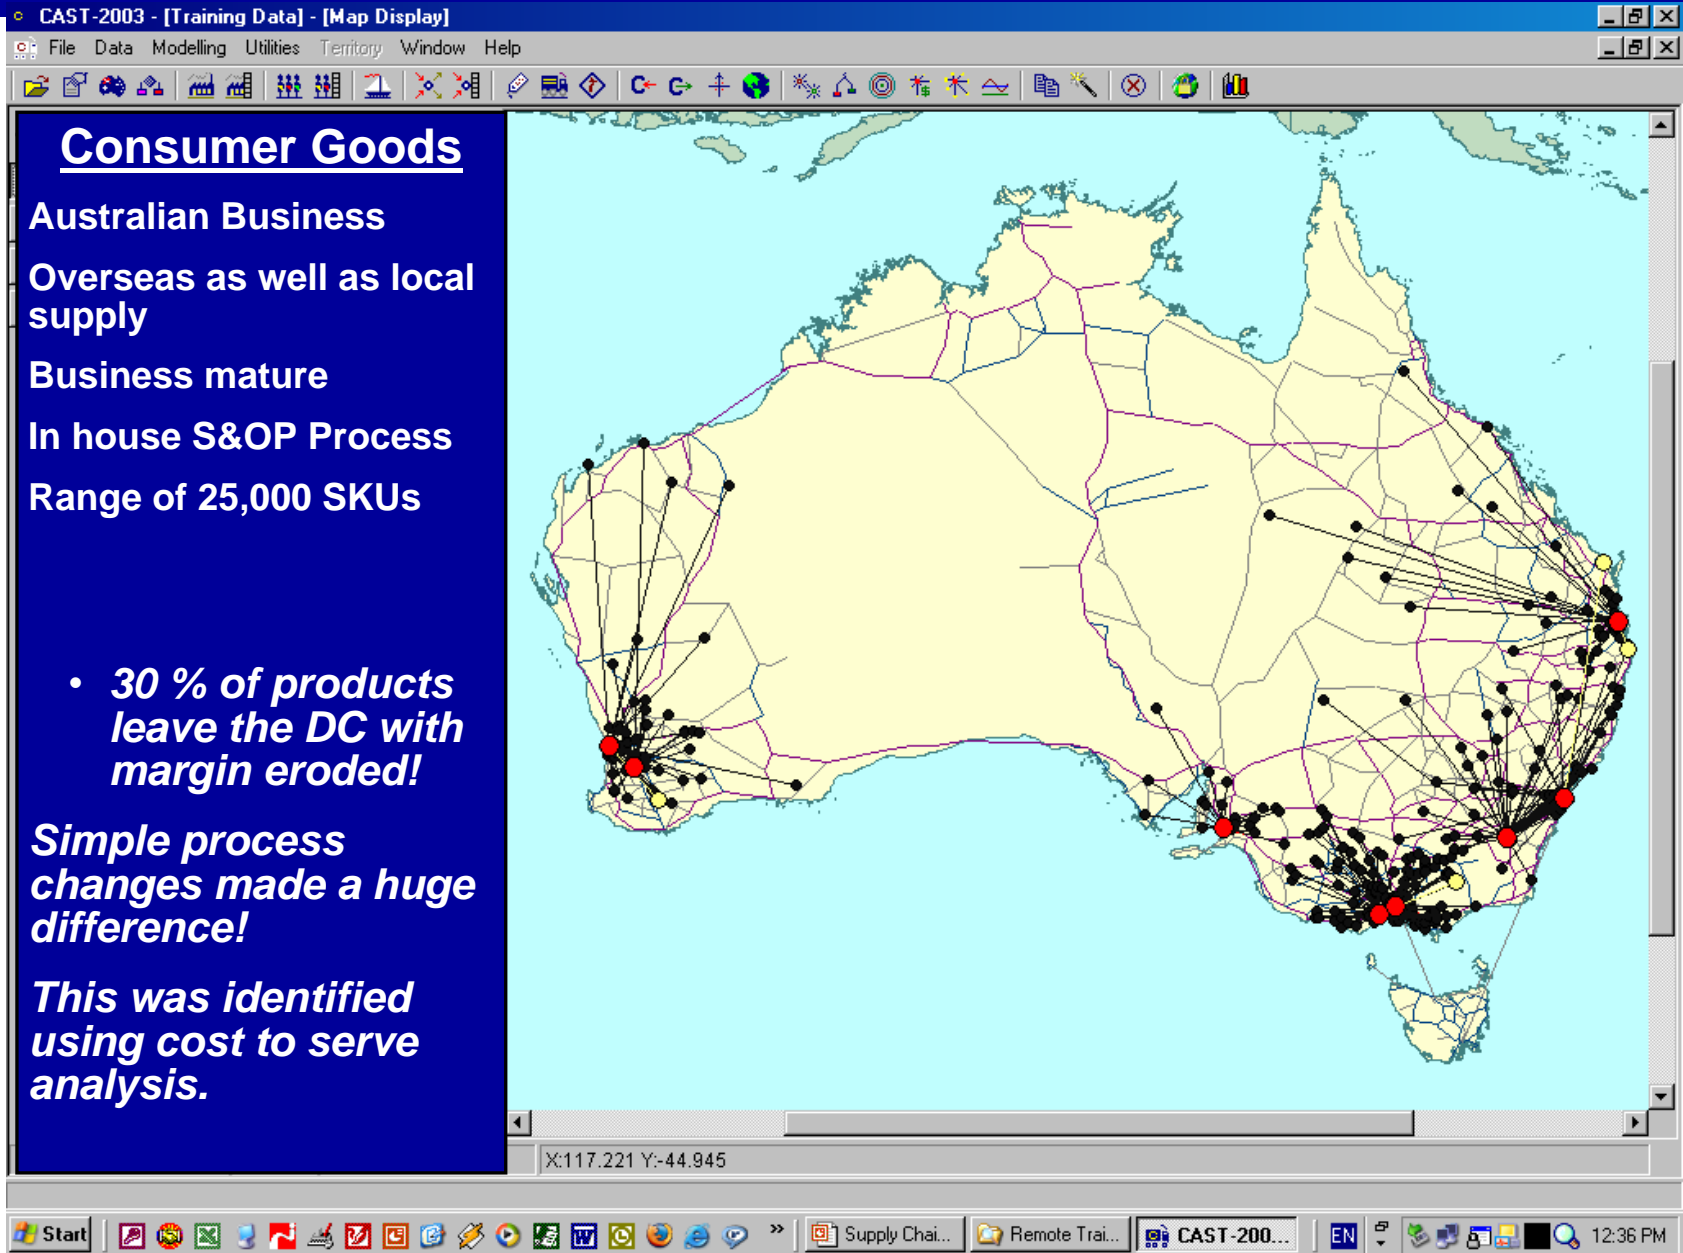 CAST-2003 - [Training Data] - [Map Display]
File Data Modelling Utilities Territory Window Help
Consumer Goods
Australian Business
Overseas as well as local
supply
Business mature
In house S&OP Process
Range of 25,000 SKUs
• 30 % of products
leave the DC with
margin eroded!
Simple process
changes made a huge
difference!
This was identified
using cost to serve
analysis.
X:117.221 Y:-44.945
Start » Supply Chai... Remote Trai... CAST-200... EN 12:36 PM